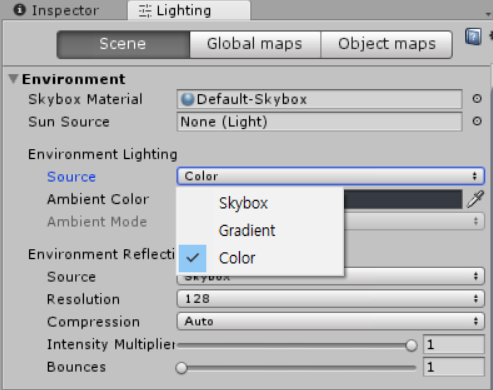 Inspector Lighting
Scene Global maps Object maps
Environment
Skybox Material Default-Skybox
Sun Source None (Light)
Environment Lighting
Source Color
Ambient Color Skybox
Ambient Mode Gradient
Color
Environment Reflecti
Source Skybox
Resolution 128
Compression Auto
Intensity Multiplier 1
Bounces 1